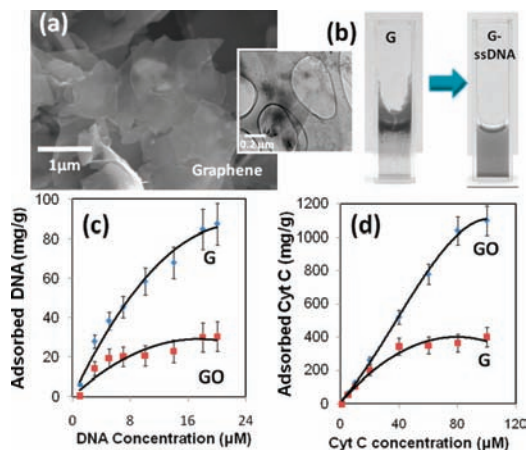 (a)
1µm
Graphene
0.2 µm
(b)
G
G-
ssDNA
(c)
Adsorbed DNA (mg/g)
100
80
60
40
20
0
0
8
16
24
DNA Concentration (µM)
G
GO
(d)
Adsorbed Cyt C (mg/g)
1200
1000
800
600
400
200
0
0
40
80
120
Cyt C concentration (µM)
GO
G